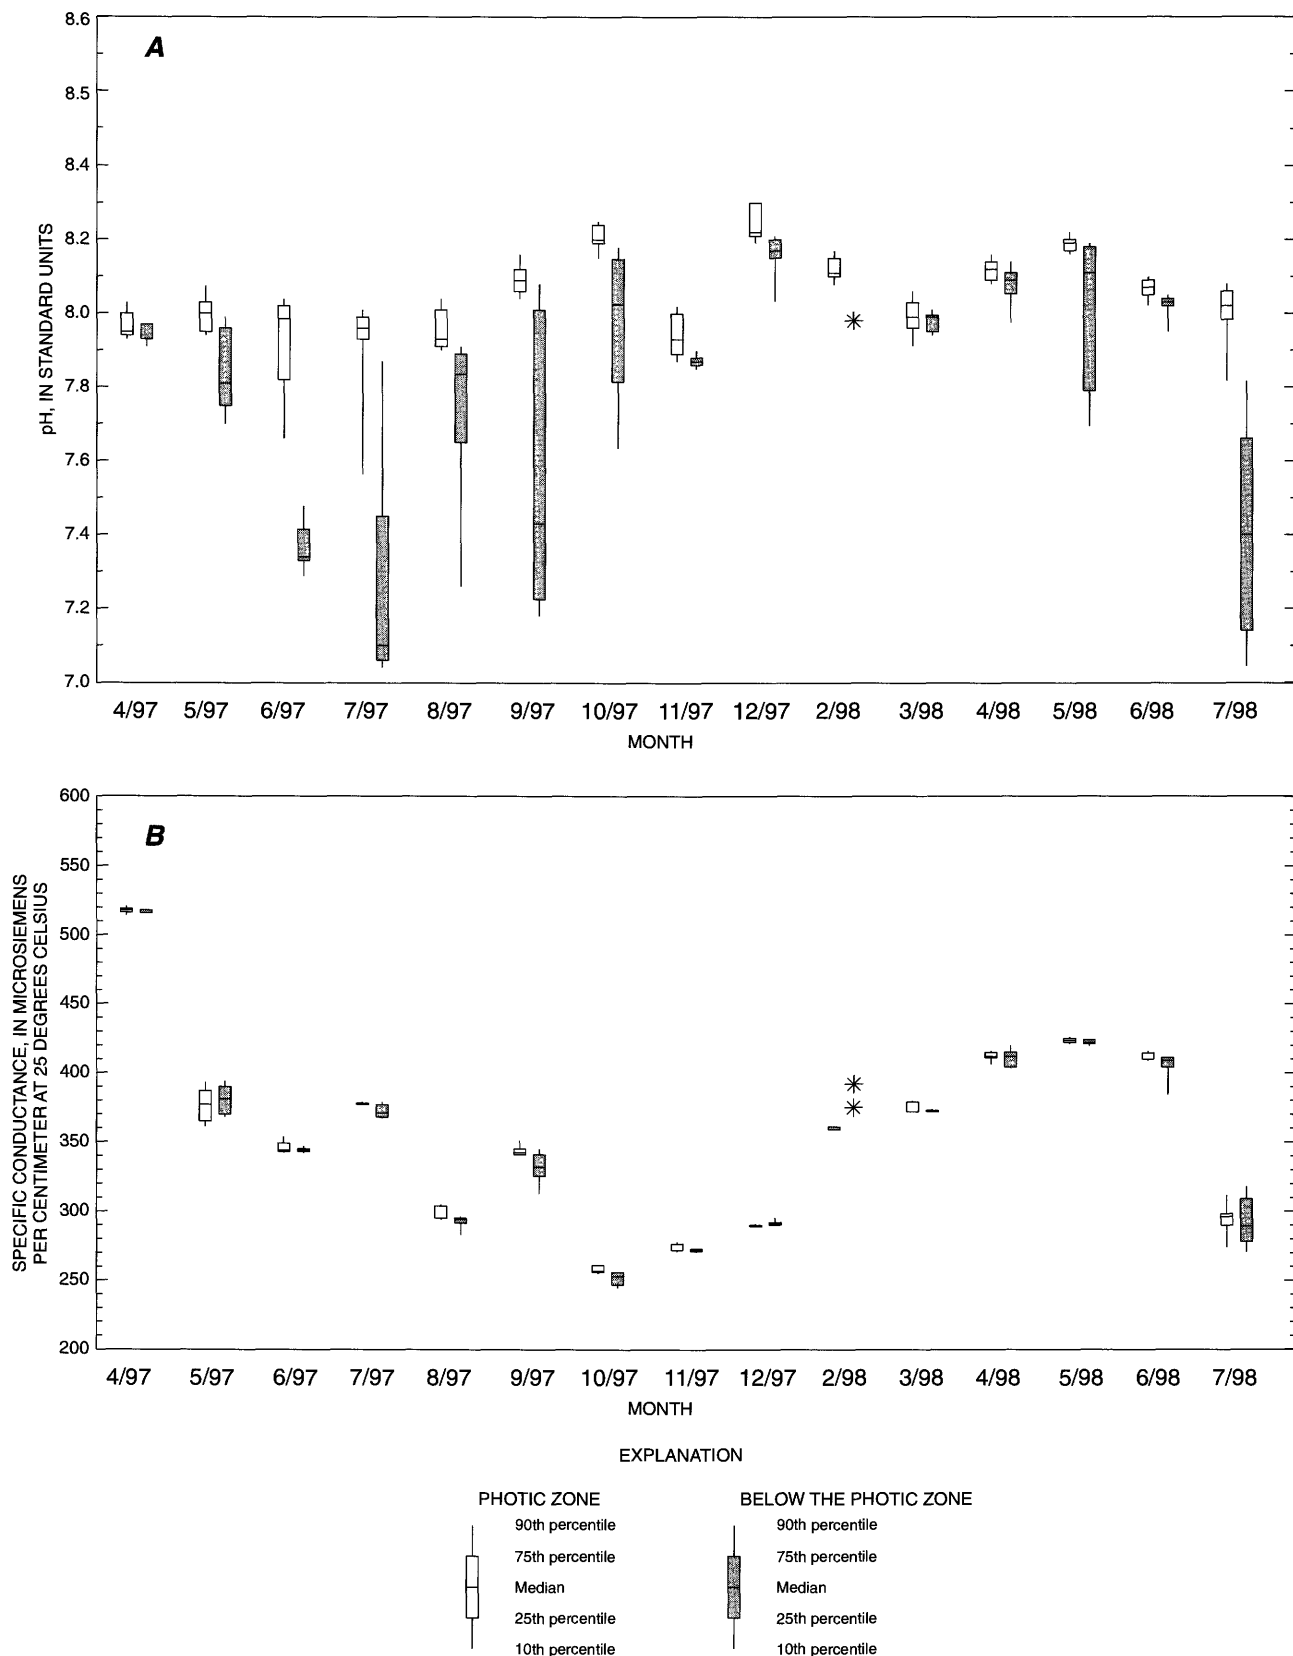 A
8.6
8.5
8.4
8.2
8.0
7.8
7.6
7.4
7.2
7.0
pH, IN STANDARD UNITS
4/97 5/97 6/97 7/97 8/97 9/97 10/97 11/97 12/97 2/98 3/98 4/98 5/98 6/98 7/98
MONTH
B
600
550
500
450
400
350
300
250
200
SPECIFIC CONDUCTANCE, IN MICROSIEMENS
PER CENTIMETER AT 25 DEGREES CELSIUS
4/97 5/97 6/97 7/97 8/97 9/97 10/97 11/97 12/97 2/98 3/98 4/98 5/98 6/98 7/98
MONTH
EXPLANATION
PHOTIC ZONE
90th percentile
75th percentile
Median
25th percentile
10th percentile
BELOW THE PHOTIC ZONE
90th percentile
75th percentile
Median
25th percentile
10th percentile